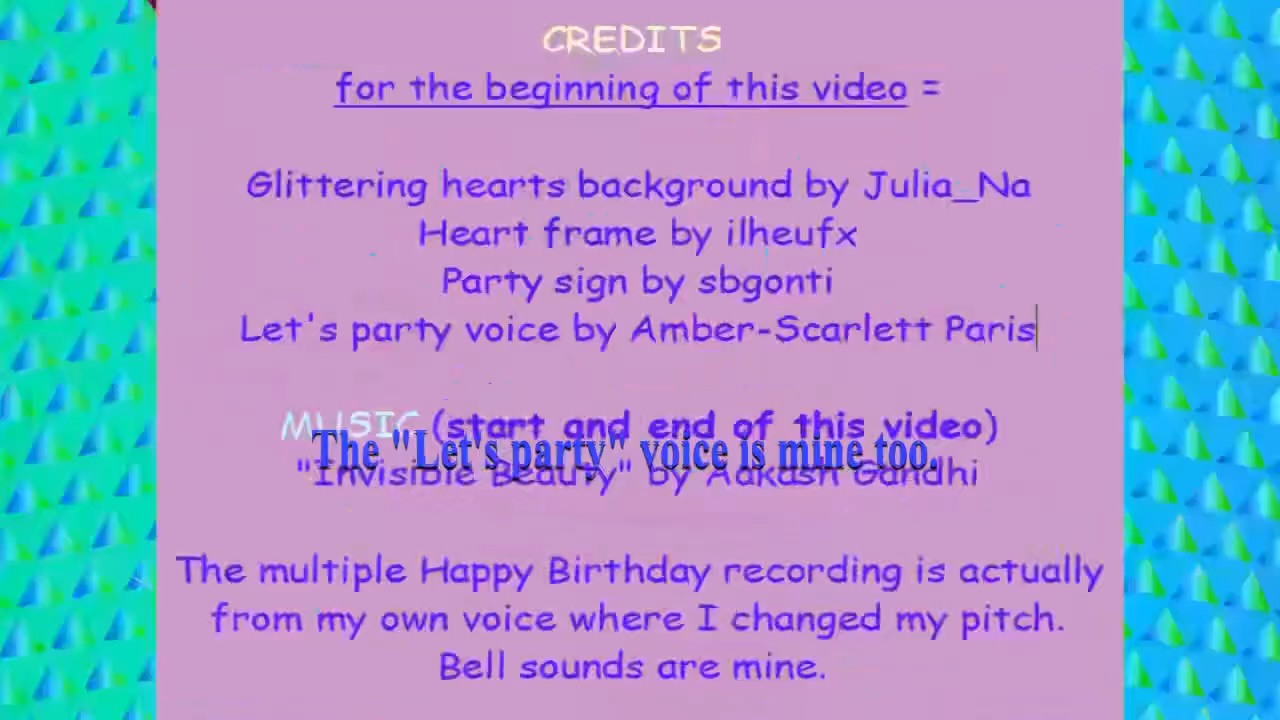 CREDITS
for the beginning of this video =
Glittering hearts background by Julia_Na
Heart frame by ilheufx
Party sign by sbgonti
Let's party voice by Amber-Scarlett Paris
MUSIC (start and end of this video)
The "Let's party" voice is mine too.
"Invisible Beauty" by Aakash Gandhi
The multiple Happy Birthday recording is actually
from my own voice where I changed my pitch.
Bell sounds are mine.